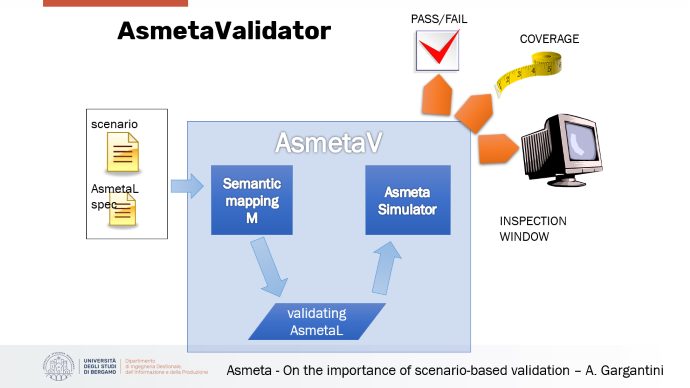 AsmetaValidator
PASS/FAIL
COVERAGE
scenario
AsmetaL
spec
AsmetaV
Semantic
mapping
M
Asmeta
Simulator
validating
AsmetaL
INSPECTION
WINDOW
UNIVERSITÀ
DEGLI STUDI
DI BERGAMO
Dipartimento
di Ingegneria Gestionale,
dell'Informazione e della Produzione
Asmeta - On the importance of scenario-based validation – A. Gargantini